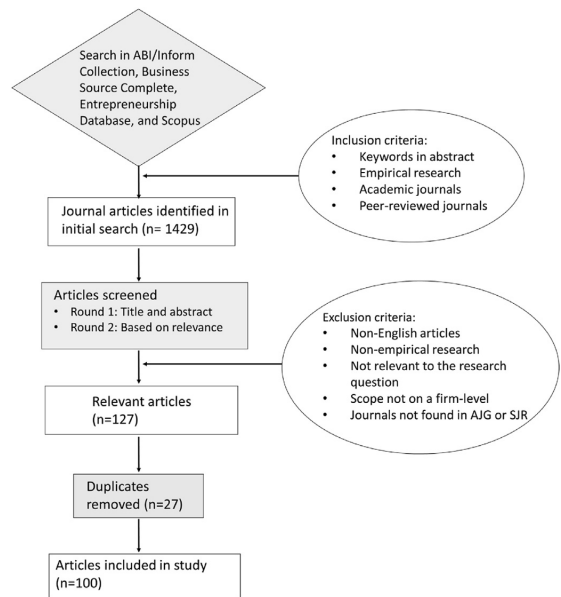 Search in ABI/Inform
Collection, Business
Source Complete,
Entrepreneurship
Database, and Scopus
Inclusion criteria:
• Keywords in abstract
• Empirical research
• Academic journals
• Peer-reviewed journals
Journal articles identified in
initial search (n= 1429)
Articles screened
• Round 1: Title and abstract
• Round 2: Based on relevance
Exclusion criteria:
• Non-English articles
• Non-empirical research
• Not relevant to the research
question
• Scope not on a firm-level
• Journals not found in AJG or SJR
Relevant articles
(n=127)
Duplicates
removed (n=27)
Articles included in study
(n=100)